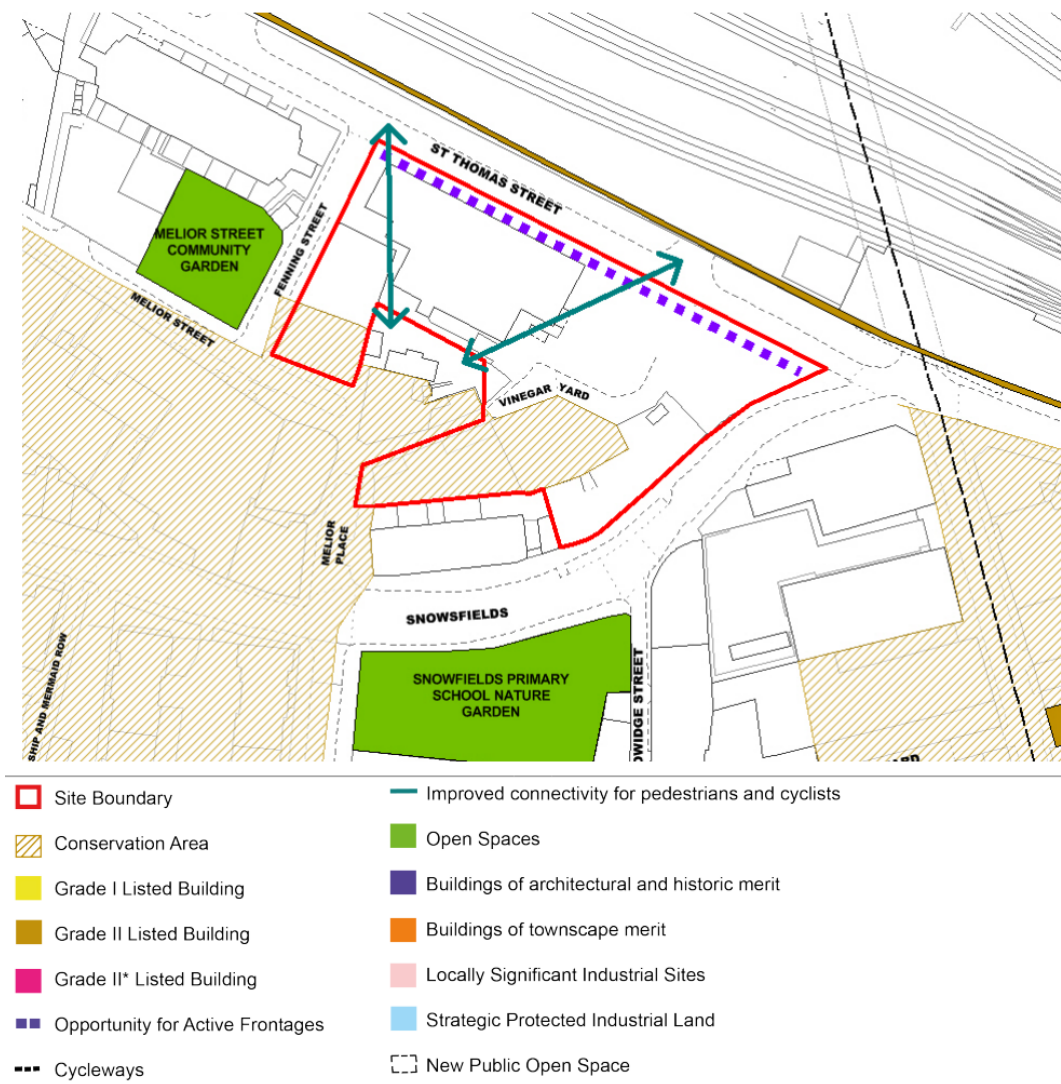 ST THOMAS STREET
MELIOR STREET
COMMUNITY
GARDEN
FENNING STREET
MELIOR STREET
VINEGAR YARD
MELIOR
PLACE
SNOWSFIELDS
SNOWFIELDS PRIMARY
SCHOOL NATURE
GARDEN
SHIP AND MERMAID ROW
OWIDGE STREET
ARD
Site Boundary
Conservation Area
Grade I Listed Building
Grade II Listed Building
Grade II* Listed Building
Opportunity for Active Frontages
Cycleways
Improved connectivity for pedestrians and cyclists
Open Spaces
Buildings of architectural and historic merit
Buildings of townscape merit
Locally Significant Industrial Sites
Strategic Protected Industrial Land
New Public Open Space